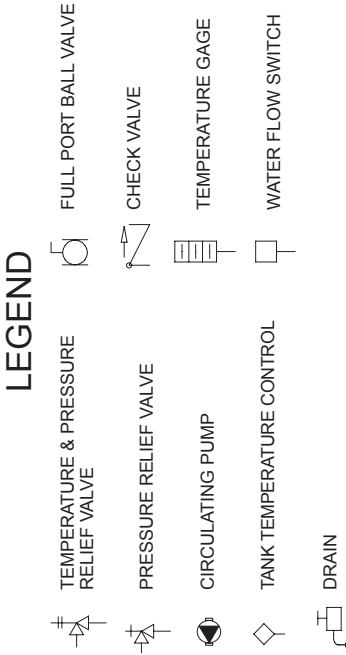 LEGEND
TEMPERATURE & PRESSURE
RELIEF VALVE
PRESSURE RELIEF VALVE
CIRCULATING PUMP
TANK TEMPERATURE CONTROL
DRAIN
FULL PORT BALL VALVE
CHECK VALVE
TEMPERATURE GAGE
WATER FLOW SWITCH